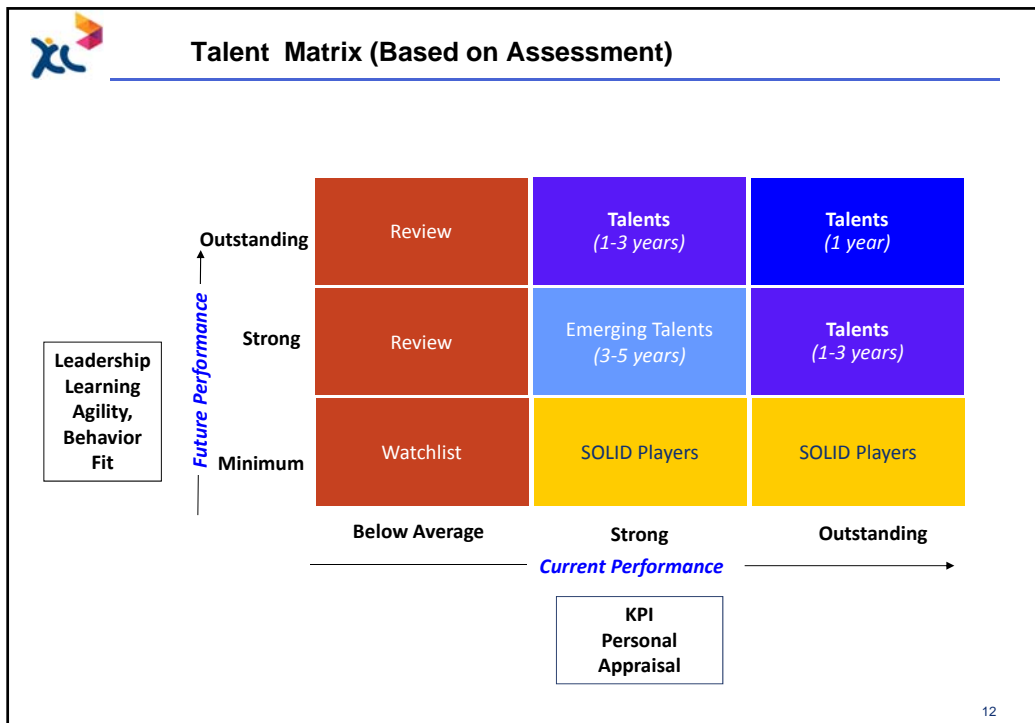 XL
Talent Matrix (Based on Assessment)
Outstanding
Review
Talents
(1-3 years)
Talents
(1 year)
Future Performance
Strong
Review
Emerging Talents
(3-5 years)
Talents
(1-3 years)
Leadership
Learning
Agility,
Behavior
Fit
Minimum
Watchlist
SOLID Players
SOLID Players
Below Average
Strong
Outstanding
Current Performance
KPI
Personal
Appraisal
12